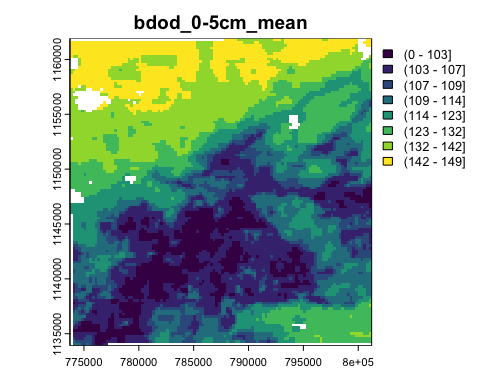 bdod_0-5cm_mean
1160000
1155000
1150000
1145000
1140000
1135000
775000 780000 785000 790000 795000 8e+05
(0 - 103]
(103 - 107]
(107 - 109]
(109 - 114]
(114 - 123]
(123 - 132]
(132 - 142]
(142 - 149]